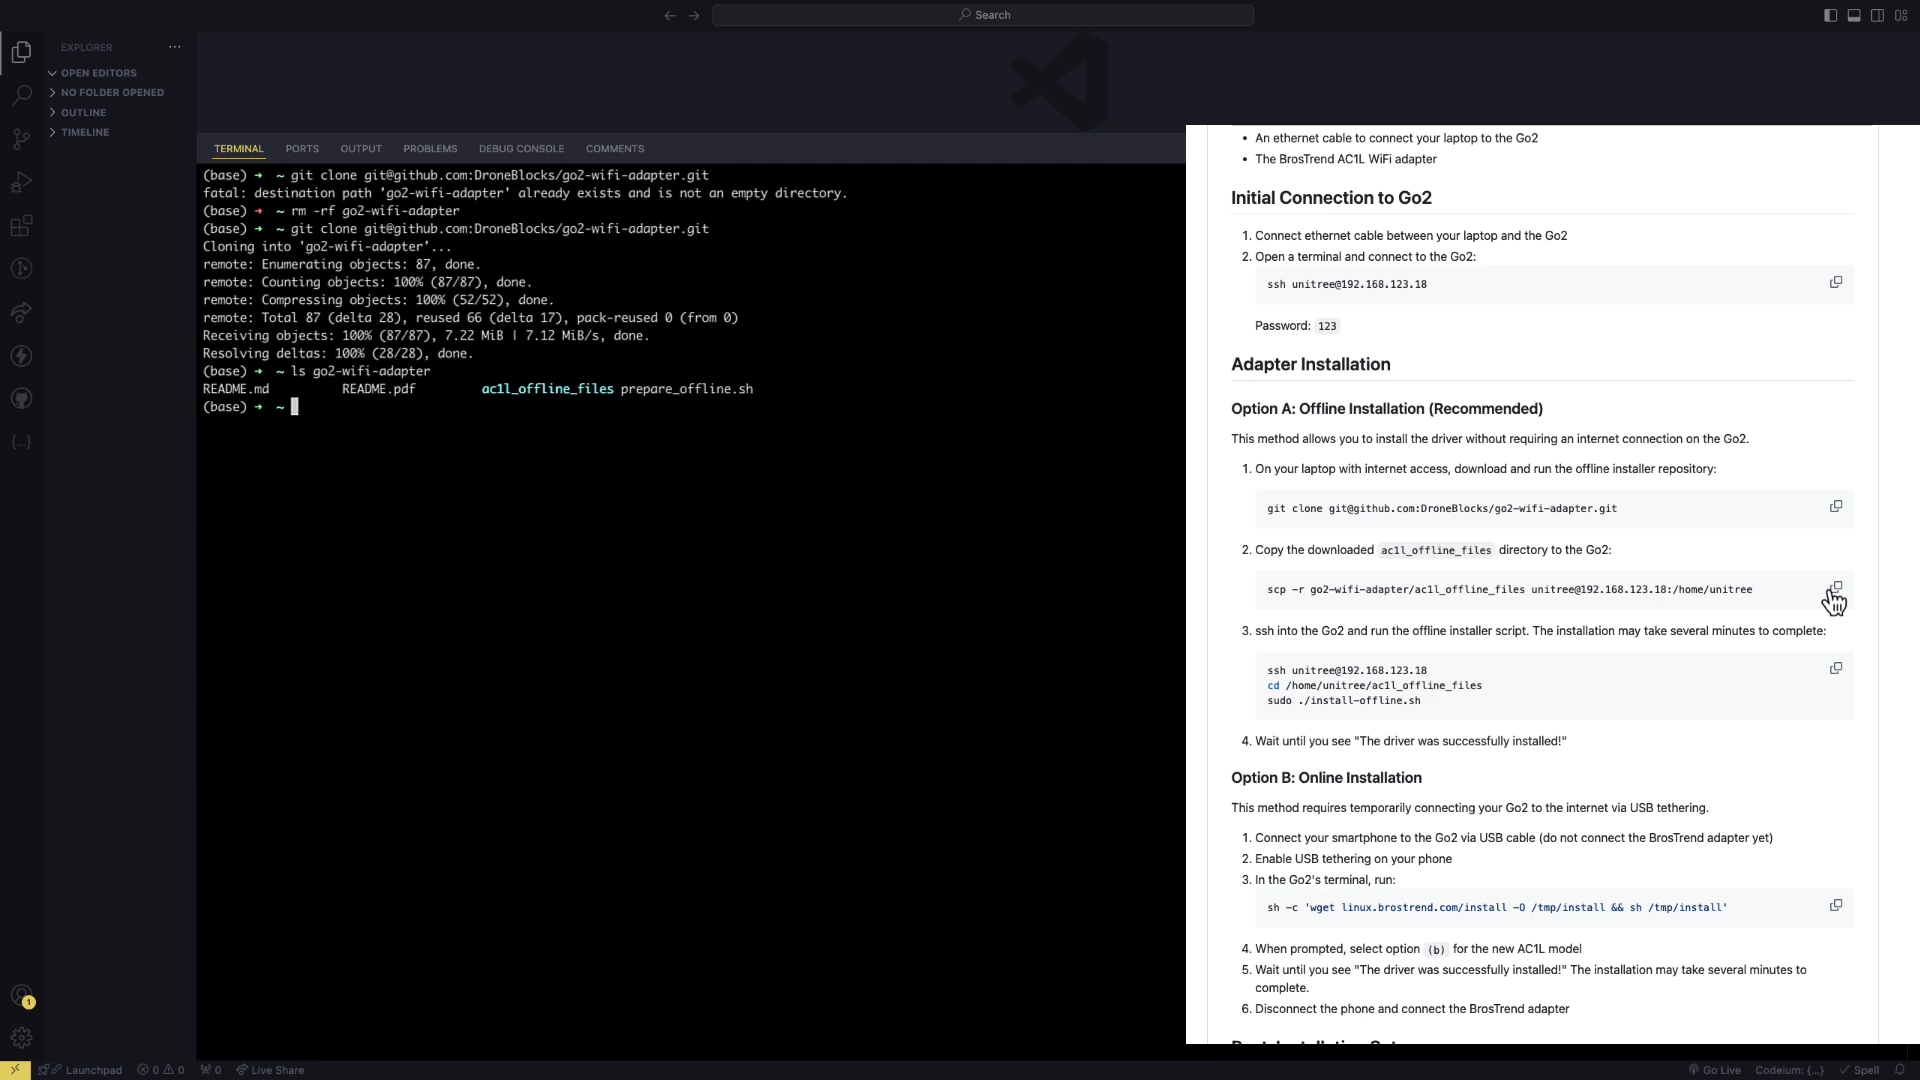 Search
EXPLORER
OPEN EDITORS
NO FOLDER OPENED
OUTLINE
TIMELINE
TERMINAL PORTS OUTPUT PROBLEMS DEBUG CONSOLE COMMENTS
(base) ➜ ~ git clone git@github.com:DroneBlocks/go2-wifi-adapter.git
fatal: destination path 'go2-wifi-adapter' already exists and is not an empty directory.
(base) ➜ ~ rm -rf go2-wifi-adapter
(base) ➜ ~ git clone git@github.com:DroneBlocks/go2-wifi-adapter.git
Cloning into 'go2-wifi-adapter'...
remote: Enumerating objects: 87, done.
remote: Counting objects: 100% (87/87), done.
remote: Compressing objects: 100% (52/52), done.
remote: Total 87 (delta 28), reused 66 (delta 17), pack-reused 0 (from 0)
Receiving objects: 100% (87/87), 7.22 MiB | 7.12 MiB/s, done.
Resolving deltas: 100% (28/28), done.
(base) ➜ ~ ls go2-wifi-adapter
README.md README.pdf ac1l_offline_files prepare_offline.sh
(base) ➜ ~
• An ethernet cable to connect your laptop to the Go2
• The BrosTrend AC1L WiFi adapter
Initial Connection to Go2
1. Connect ethernet cable between your laptop and the Go2
2. Open a terminal and connect to the Go2:
ssh unitree@192.168.123.18
Password: 123
Adapter Installation
Option A: Offline Installation (Recommended)
This method allows you to install the driver without requiring an internet connection on the Go2.
1. On your laptop with internet access, download and run the offline installer repository:
git clone git@github.com:DroneBlocks/go2-wifi-adapter.git
2. Copy the downloaded ac1l_offline_files directory to the Go2:
scp -r go2-wifi-adapter/ac1l_offline_files unitree@192.168.123.18:/home/unitree
3. ssh into the Go2 and run the offline installer script. The installation may take several minutes to complete:
ssh unitree@192.168.123.18
cd /home/unitree/ac1l_offline_files
sudo ./install-offline.sh
4. Wait until you see "The driver was successfully installed!"
Option B: Online Installation
This method requires temporarily connecting your Go2 to the internet via USB tethering.
1. Connect your smartphone to the Go2 via USB cable (do not connect the BrosTrend adapter yet)
2. Enable USB tethering on your phone
3. In the Go2's terminal, run:
sh -c 'wget linux.brostrend.com/install -O /tmp/install && sh /tmp/install'
4. When prompted, select option (b) for the new AC1L model
5. Wait until you see "The driver was successfully installed!" The installation may take several minutes to
complete.
6. Disconnect the phone and connect the BrosTrend adapter
1
Launchpad 0 0 0 Live Share
Go Live Codeium: {...} Spell